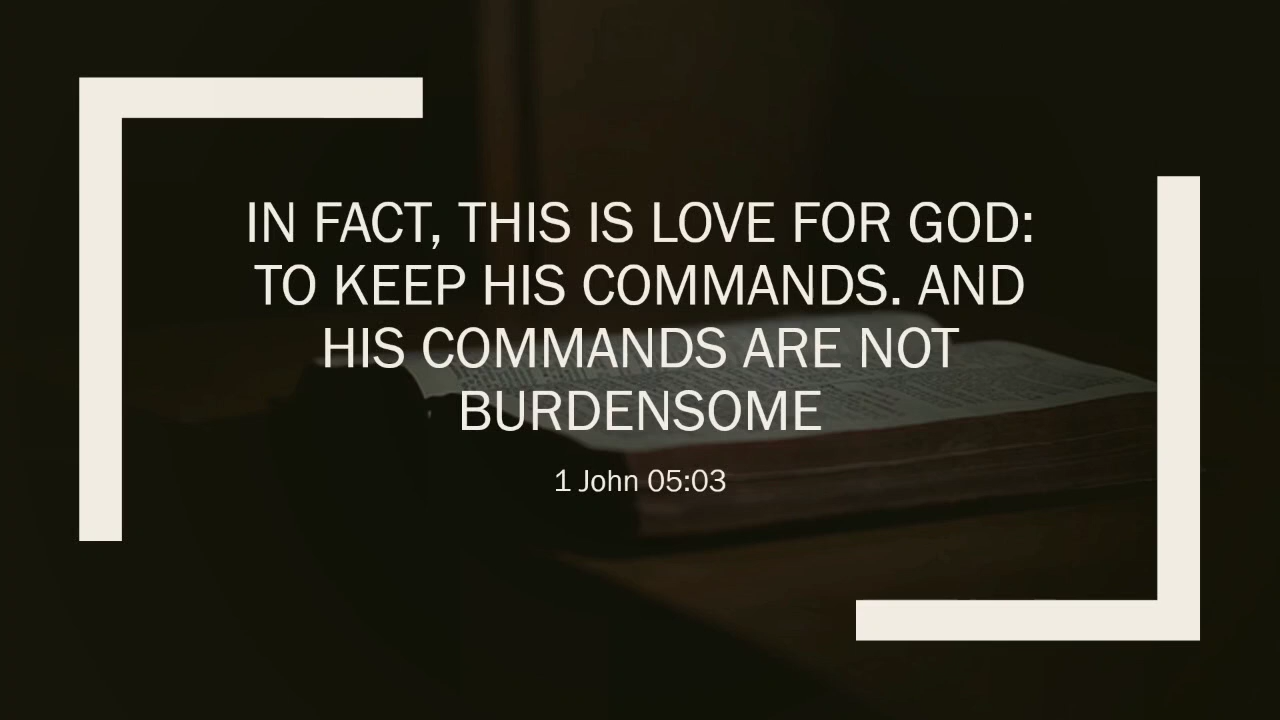 IN FACT, THIS IS LOVE FOR GOD:
TO KEEP HIS COMMANDS. AND
HIS COMMANDS ARE NOT
BURDENSOME
1 John 05:03